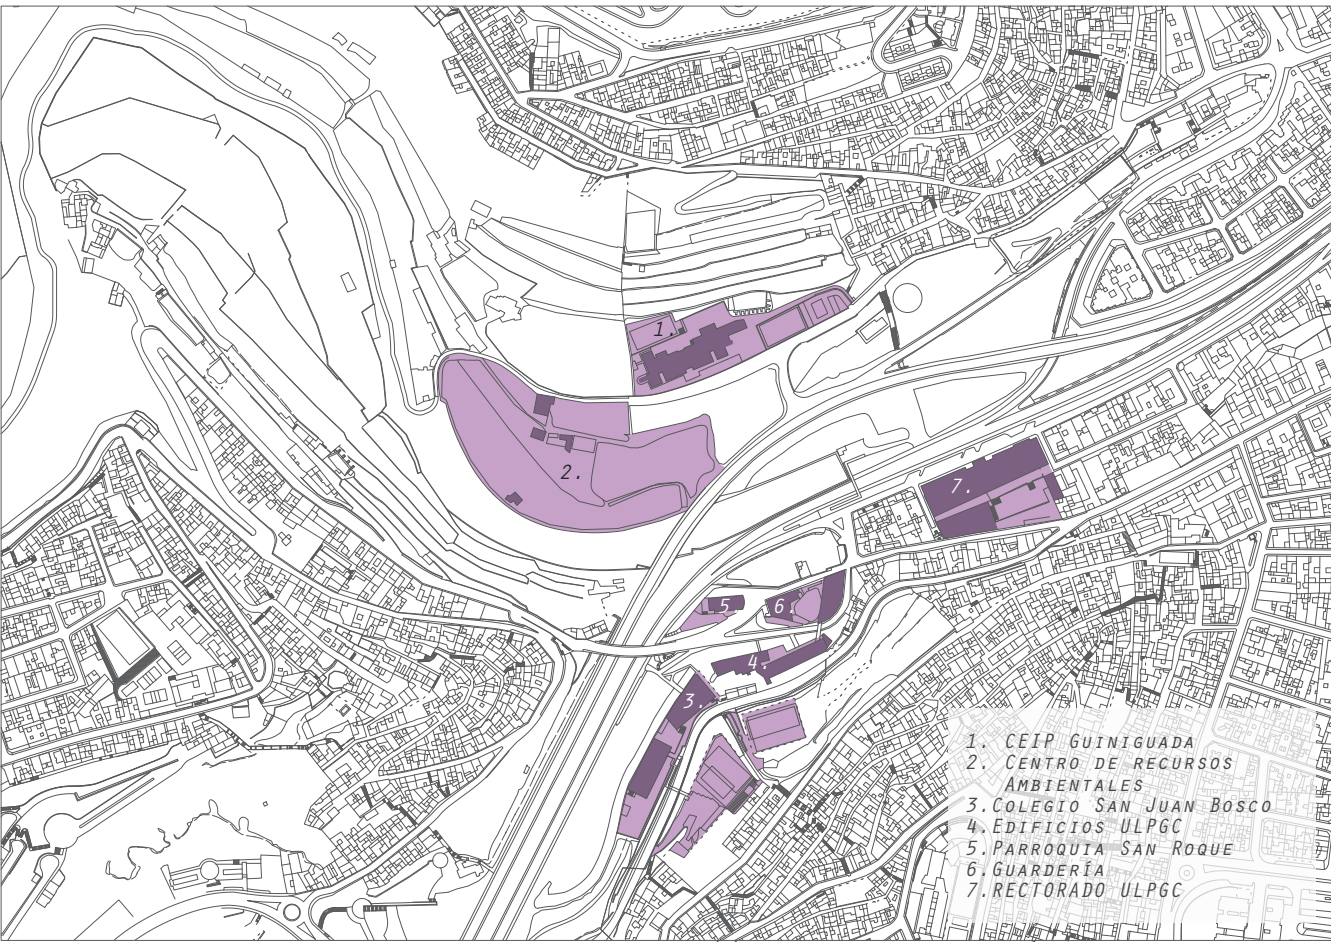 1.
2.
7.
5
6.
4.
3.
1. CEIP GUINIGUADA
2. CENTRO DE RECURSOS
AMBIENTALES
3.COLEGIO SAN JUAN BOSCO
4.EDIFICIOS ULPGC
5.PARROQUIA SAN ROQUE
6.GUARDERÍA
7.RECTORADO ULPGC